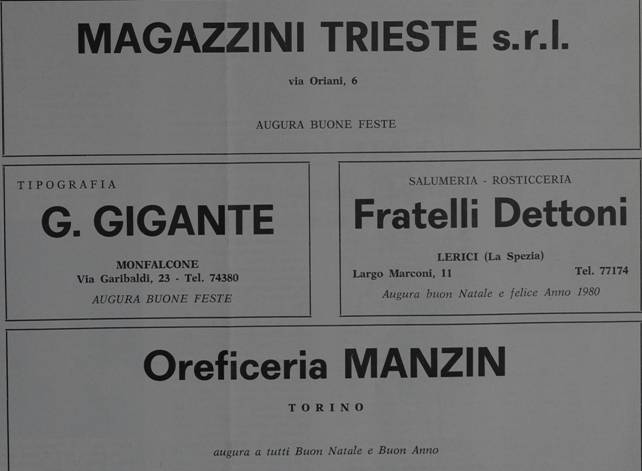 MAGAZZINI TRIESTE s.r.l.
via Oriani, 6
AUGURA BUONE FESTE
TIPOGRAFIA
G. GIGANTE
MONFALCONE
Via Garibaldi, 23 - Tel. 74380
AUGURA BUONE FESTE
SALUMERIA - ROSTICCERIA
Fratelli Dettoni
LERICI (La Spezia)
Largo Marconi, 11 Tel. 77174
Augura buon Natale e felice Anno 1980
Oreficeria MANZIN
TORINO
augura a tutti Buon Natale e Buon Anno